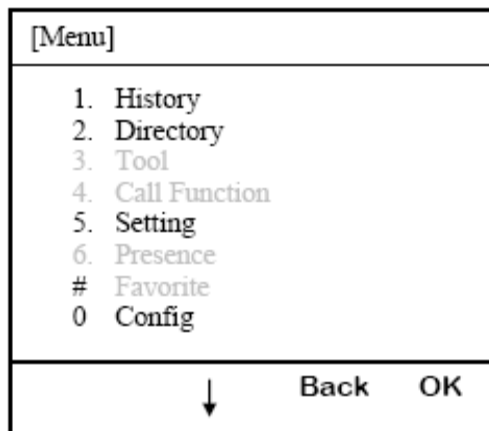 [Menu]
1. History
2. Directory
3. Tool
4. Call Function
5. Setting
6. Presence
# Favorite
0 Config
↓ Back OK